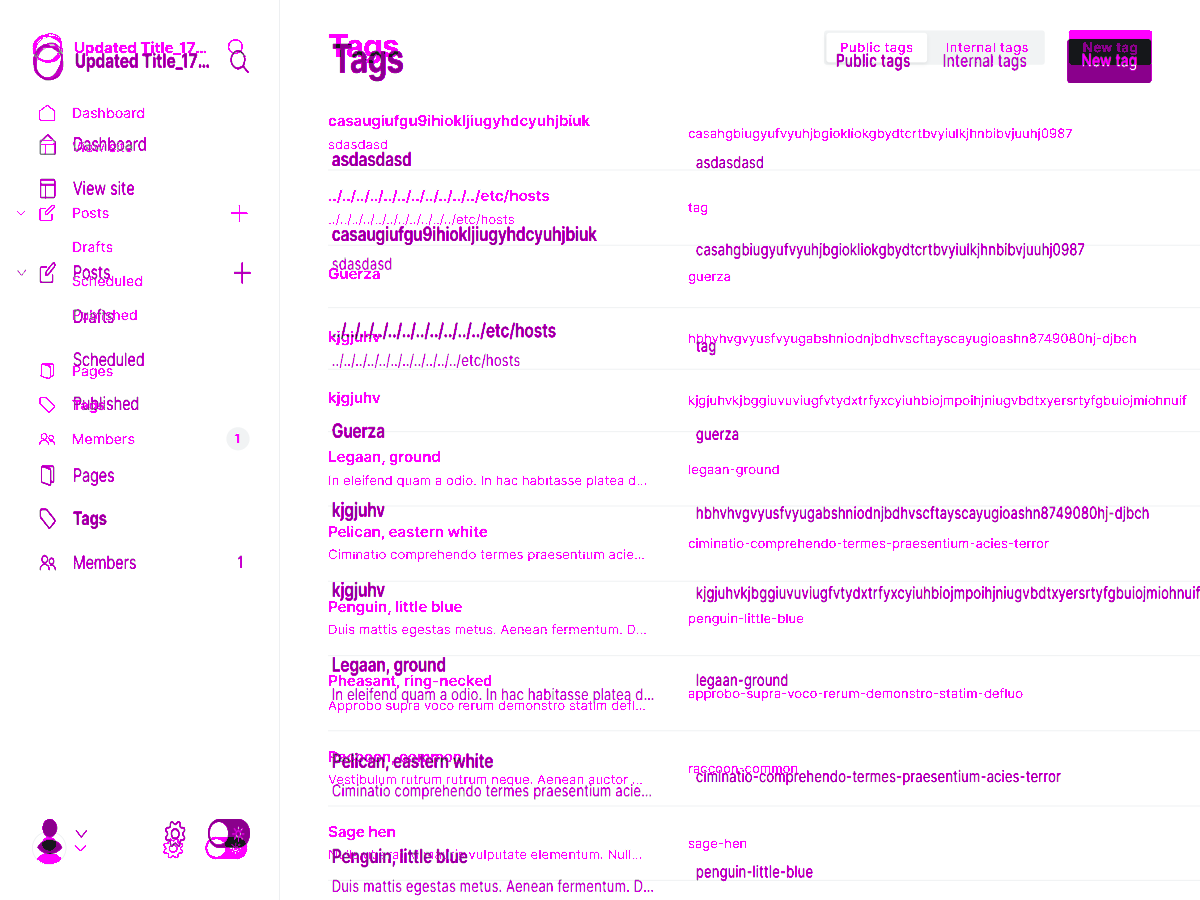 Updated Title_17...
Updated Title_17...
Dashboard
Dashboard
View site
View site
Posts
Drafts
Posts
Scheduled
Published
Drafts
Scheduled
Pages
Tags
Published
Members 1
Pages
Tags
Members 1
Tags
Tags
Public tags Internal tags New tag
Public tags Internal tags New tag
casaugiufgu9ihiokljiugyhdcyuhjbiuk
casahgbiugyufvyuhjbgiokliokgbydtcrtbvyiulkjhnbibvjuuhj0987
sdasdasd
asdasdasd asdasdasd
../../../../../../../../../../../etc/hosts
tag
../../../../../../../../../../../etc/hosts
casaugiufgu9ihiokljiugyhdcyuhjbiuk
casahgbiugyufvyuhjbgiokliokgbydtcrtbvyiulkjhnbibvjuuhj0987
sdasdasd
Guerza guerza
../../../../../../../../../../../etc/hosts
kjgjuhv hbhvhvgvyusfvyugabshniodnjbdhvscftayscayugioashn8749080hj-djbch
tag
../../../../../../../../../../../etc/hosts
kjgjuhv kjgjuhvkjbggiuvuviugfvtydxtrfyxcyiuhbiojmpoihjniugvbdtxyersrtyfgbuiojmiohnuif
Guerza guerza
Legaan, ground
legaan-ground
In eleifend quam a odio. In hac habitasse platea d...
kjgjuhv hbhvhvgvyusfvyugabshniodnjbdhvscftayscayugioashn8749080hj-djbch
Pelican, eastern white
ciminatio-comprehendo-termes-praesentium-acies-terror
Ciminatio comprehendo termes praesentium acie...
kjgjuhv kjgjuhvkjbggiuvuviugfvtydxtrfyxcyiuhbiojmpoihjniugvbdtxyersrtyfgbuiojmiohnuif
Penguin, little blue
penguin-little-blue
Duis mattis egestas metus. Aenean fermentum. D...
Legaan, ground
legaan-ground
Pheasant, ring-necked
approbo-supra-voco-rerum-demonstro-statim-defluo
In eleifend quam a odio. In hac habitasse platea d...
Approbo supra voco rerum demonstro statim defl...
Raccoon, common
raccoon-common
Pelican, eastern white
ciminatio-comprehendo-termes-praesentium-acies-terror
Vestibulum rutrum rutrum neque. Aenean auctor ...
Ciminatio comprehendo termes praesentium acie...
Sage hen
sage-hen
vulputate elementum. Null...
Penguin, little blue
penguin-little-blue
Duis mattis egestas metus. Aenean fermentum. D...